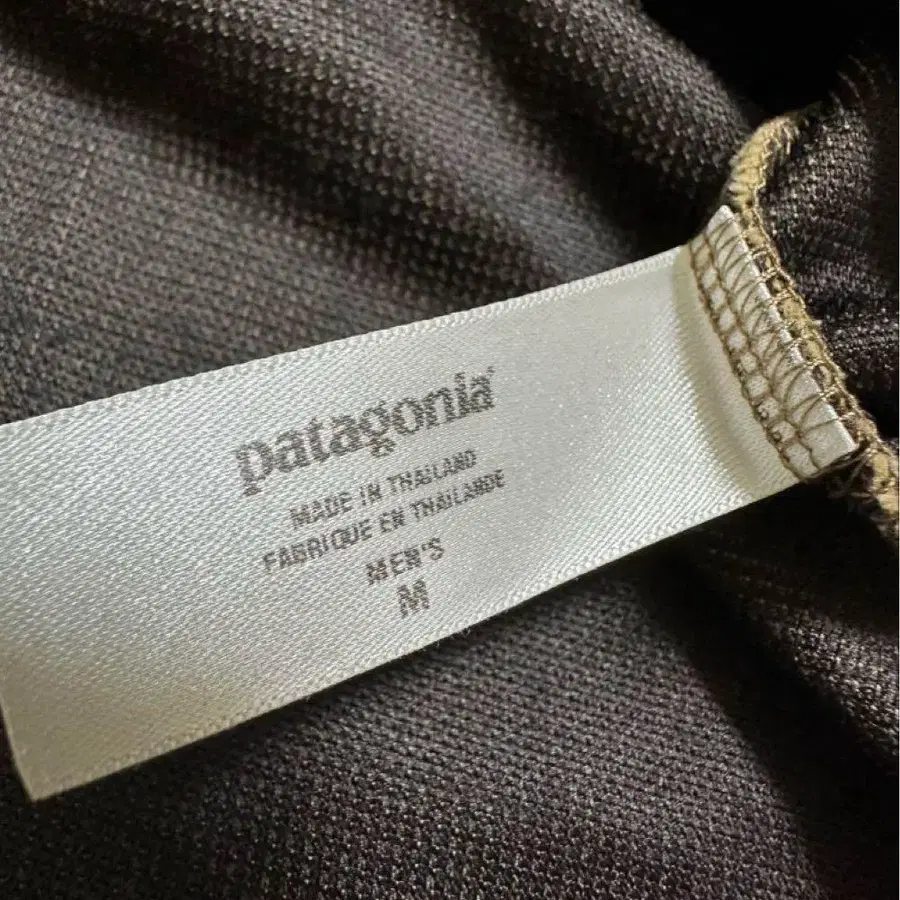 patagonia®
MADE IN THAILAND
FABRIQUE EN THAILANDE
MEN'S
M